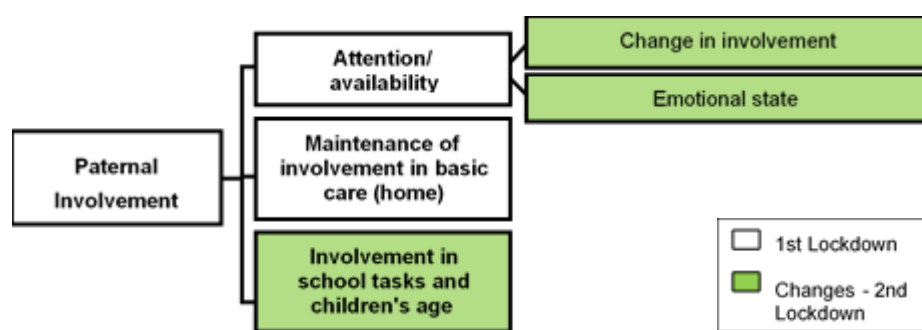 Paternal
Involvement
Attention/
availability
Change in involvement
Emotional state
Maintenance of
involvement in basic
care (home)
Involvement in
school tasks and
children's age
1st Lockdown
Changes - 2nd
Lockdown